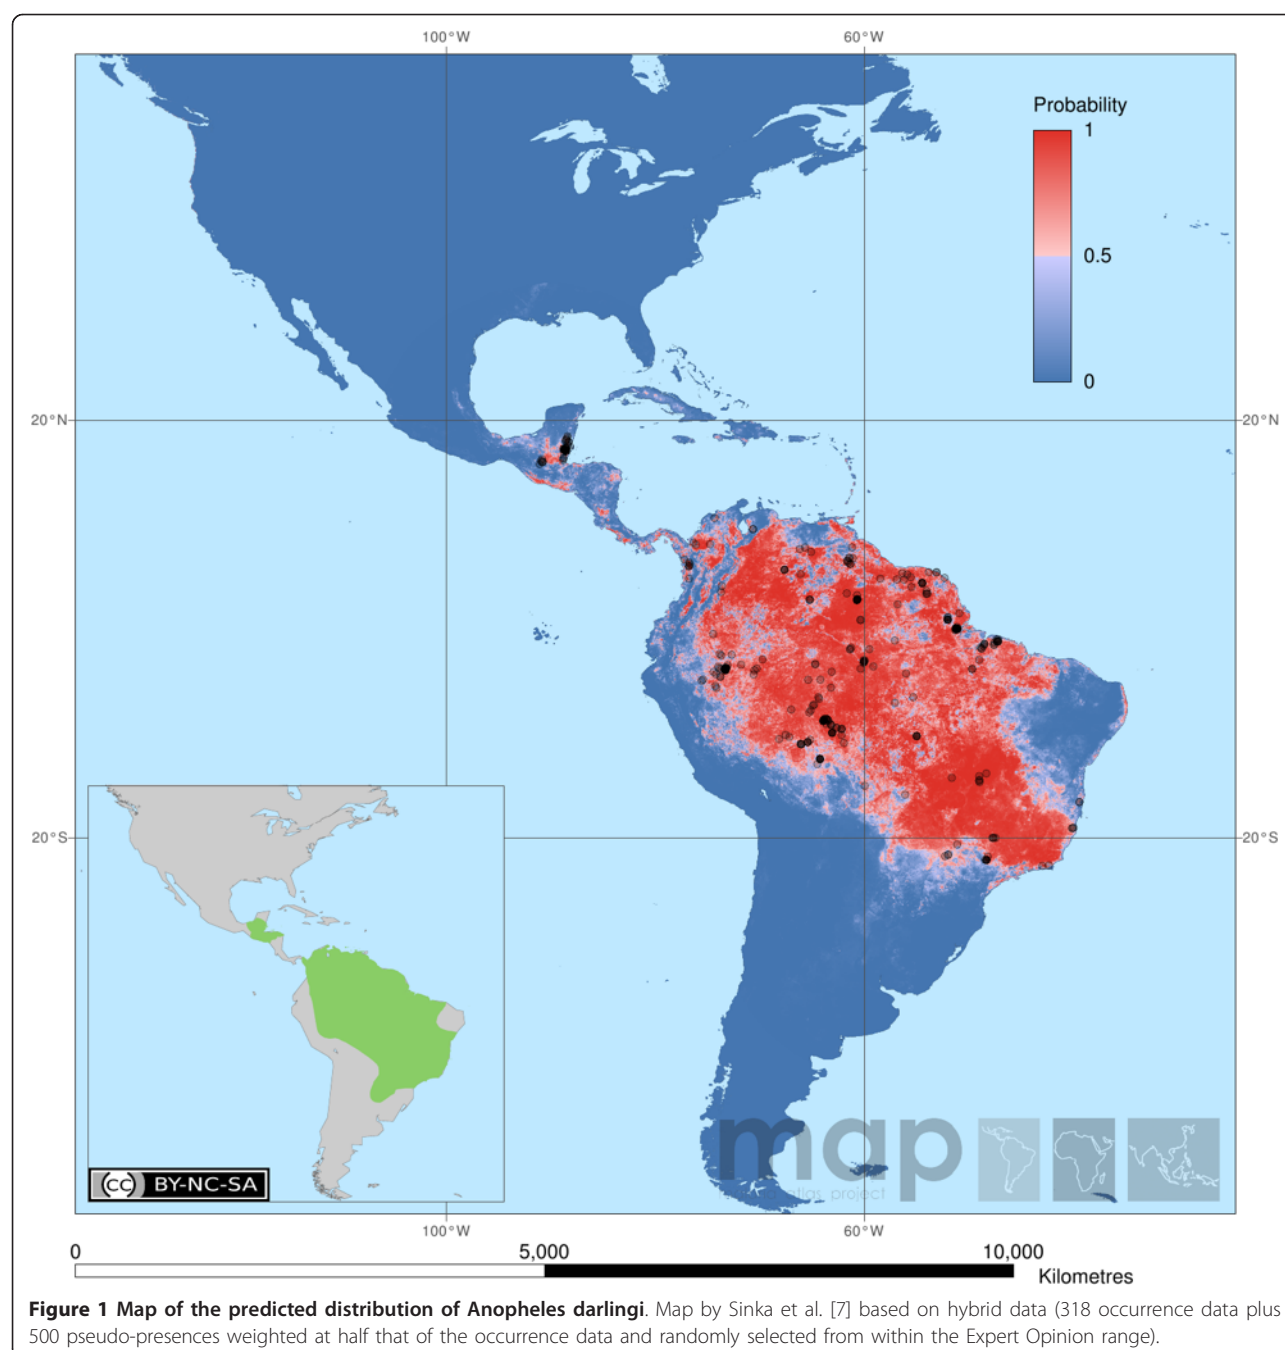 100°W 60°W
Probability
1
0.5
0
20°N 20°N
20°S 20°S
map
atlas project
(cc) BY-NC-SA
100°W 60°W
0 5,000 10,000
Kilometres
Figure 1 Map of the predicted distribution of Anopheles darlingi. Map by Sinka et al. [7] based on hybrid data (318 occurrence data plus
500 pseudo-presences weighted at half that of the occurrence data and randomly selected from within the Expert Opinion range).